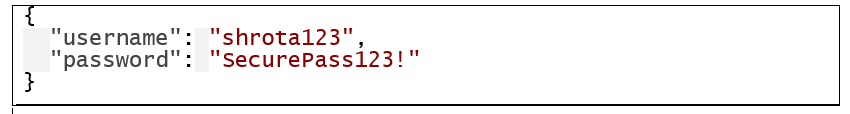 {
  "username": "shrota123",
  "password": "SecurePass123!"
}